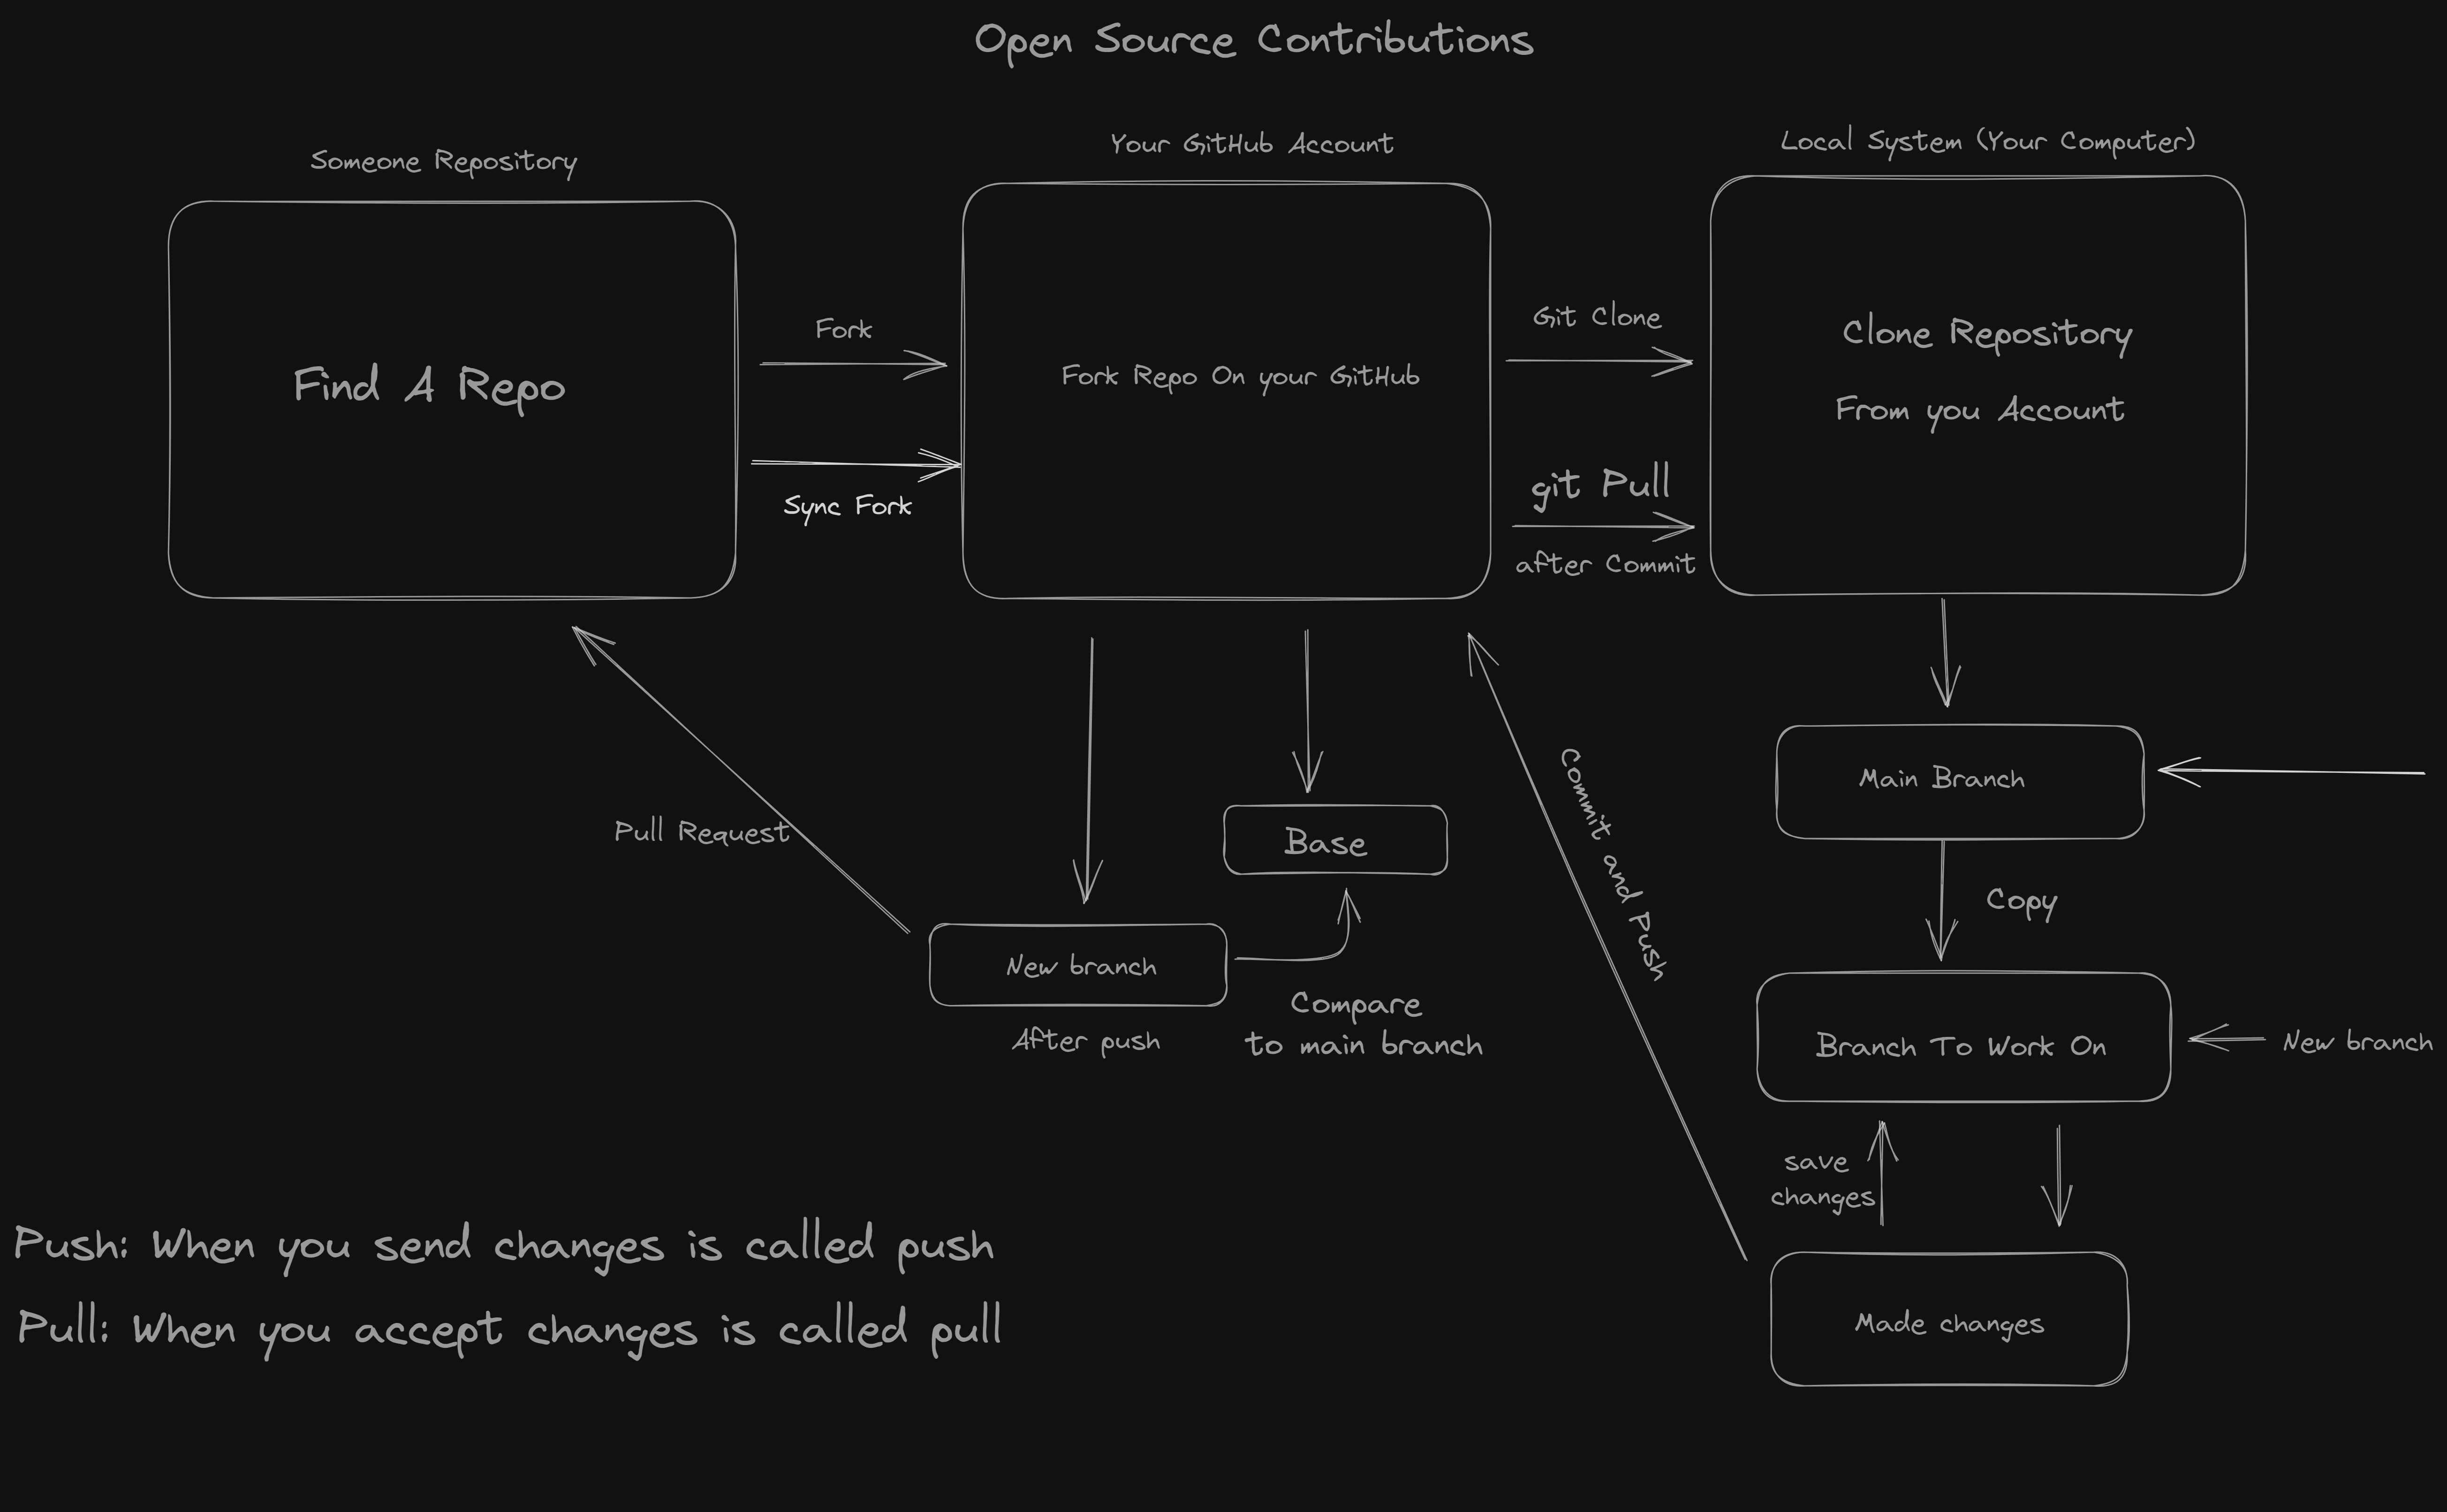 Open Source Contributions
Someone Repository
Your GitHub Account
Local System (Your Computer)
Find A Repo
Fork
Sync Fork
Fork Repo On your GitHub
Git Clone
git Pull
after Commit
Clone Repository
From you Account
Pull Request
Base
New branch
After push
Compare
to main branch
Commit and Push
Main Branch
Copy
Branch To Work On
New branch
save
changes
Made changes
Push: When you send changes is called push
Pull: When you accept changes is called pull